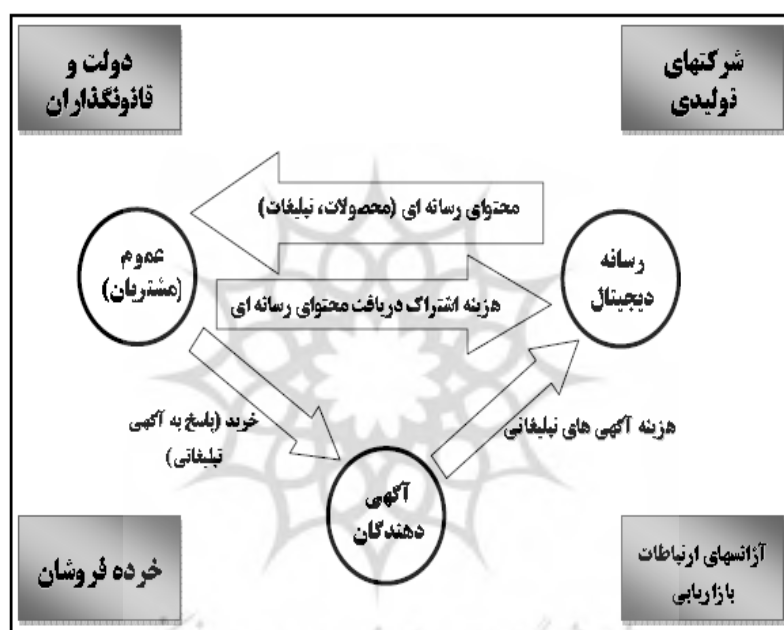 شرکتهای
تولیدی
دولت و
قانونگذاران
محتوای رسانه ای (محصولات، تبلیغات)
رسانه
دیجیتال
عموم
(مشتریان)
هزینه اشتراک دریافت محتوای رسانه ای
هزینه آگهی های تبلیغاتی
خرید (پاسخ به آگهی
تبلیغاتی)
آگهی
دهندگان
آژانسهای ارتباطات
بازاریابی
خرده فروشان